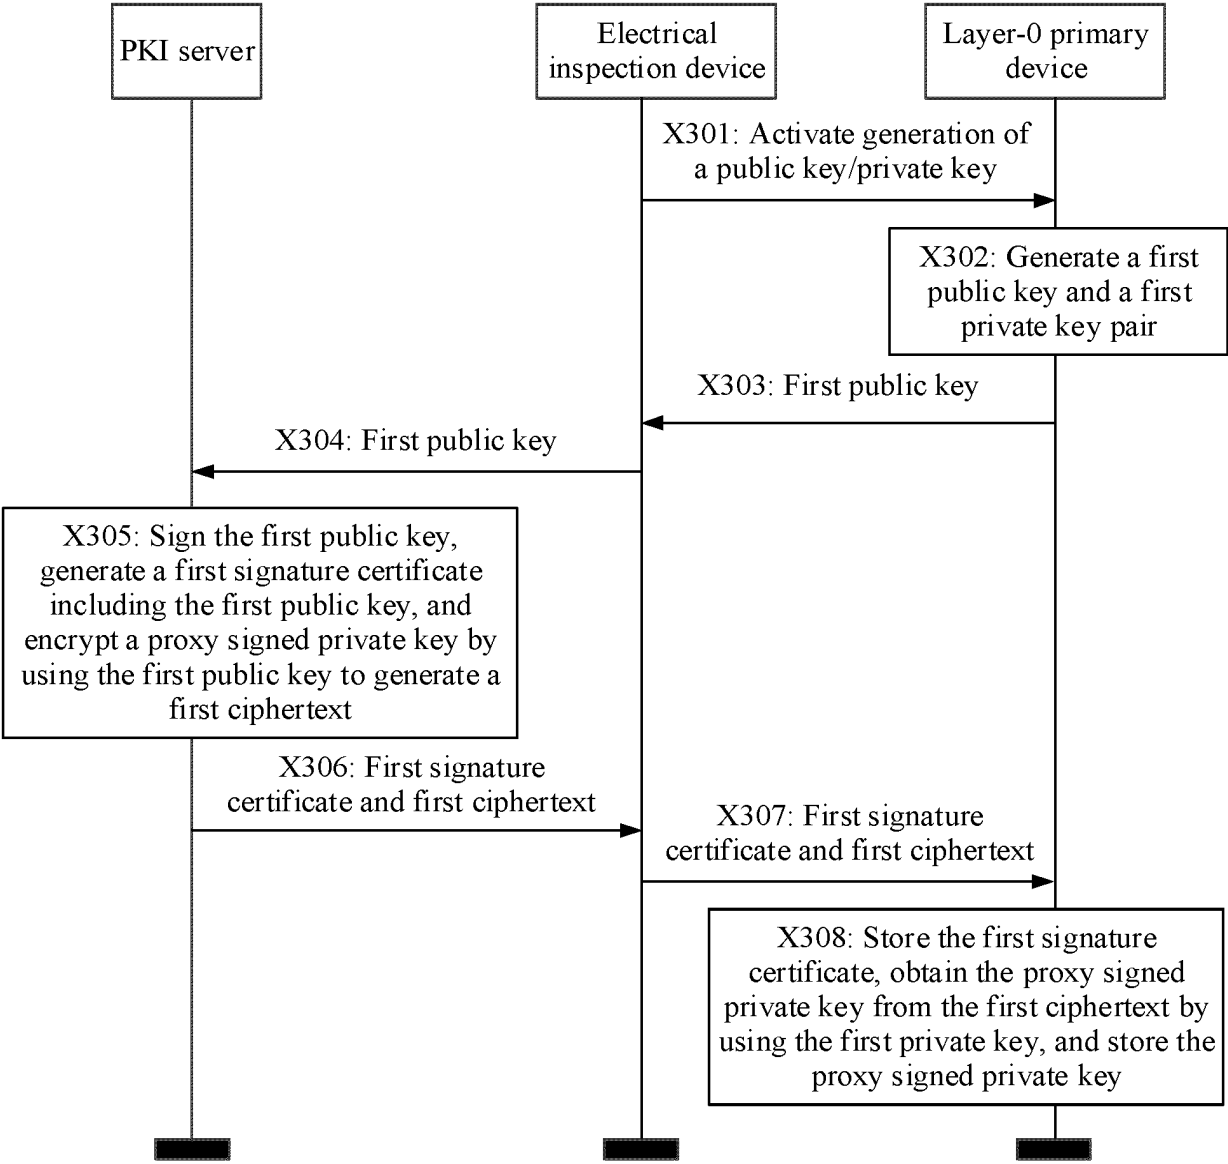 PKI server
Electrical
inspection device
Layer-0 primary
device
X301: Activate generation of
a public key/private key
X302: Generate a first
public key and a first
private key pair
X303: First public key
X304: First public key
X305: Sign the first public key,
generate a first signature certificate
including the first public key, and
encrypt a proxy signed private key by
using the first public key to generate a
first ciphertext
X306: First signature
certificate and first ciphertext
X307: First signature
certificate and first ciphertext
X308: Store the first signature
certificate, obtain the proxy signed
private key from the first ciphertext by
using the first private key, and store the
proxy signed private key